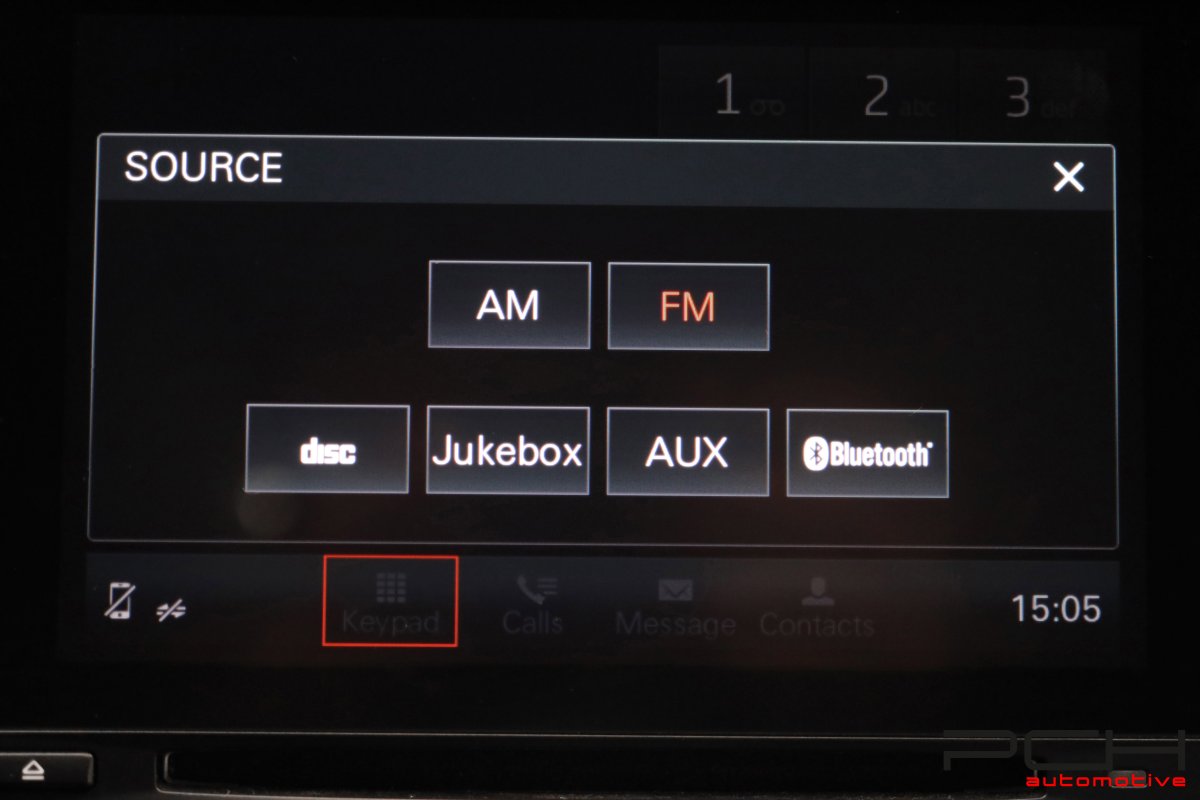 1 2 abc 3 def
SOURCE
AM FM
disc Jukebox AUX Bluetooth
Keypad Calls Message Contacts
15:05
PCH
automotive